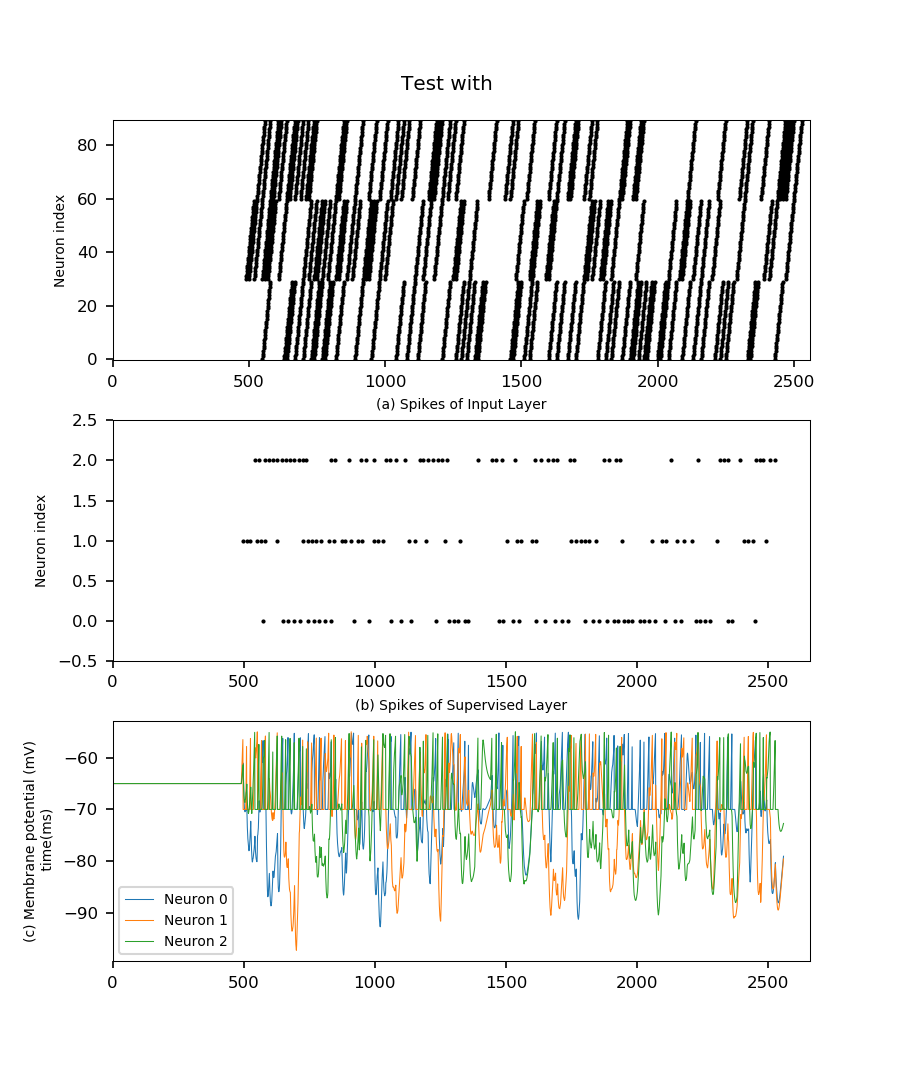 Test with
80
60
40
20
0
Neuron index
0 500 1000 1500 2000 2500
(a) Spikes of Input Layer
2.5
2.0
1.5
1.0
0.5
0.0
−0.5
Neuron index
0 500 1000 1500 2000 2500
(b) Spikes of Supervised Layer
−60
−70
−80
−90
(c) Membrane potential (mV)
time(ms)
Neuron 0
Neuron 1
Neuron 2
0 500 1000 1500 2000 2500